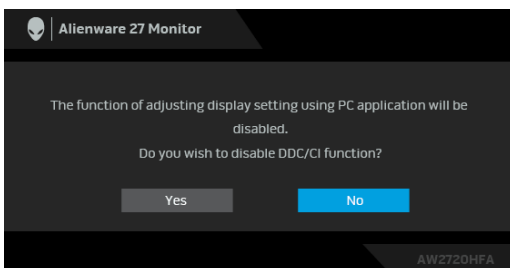 Alienware 27 Monitor
The function of adjusting display setting using PC application will be
disabled.
Do you wish to disable DDC/CI function?
Yes
No
AW2720HFA